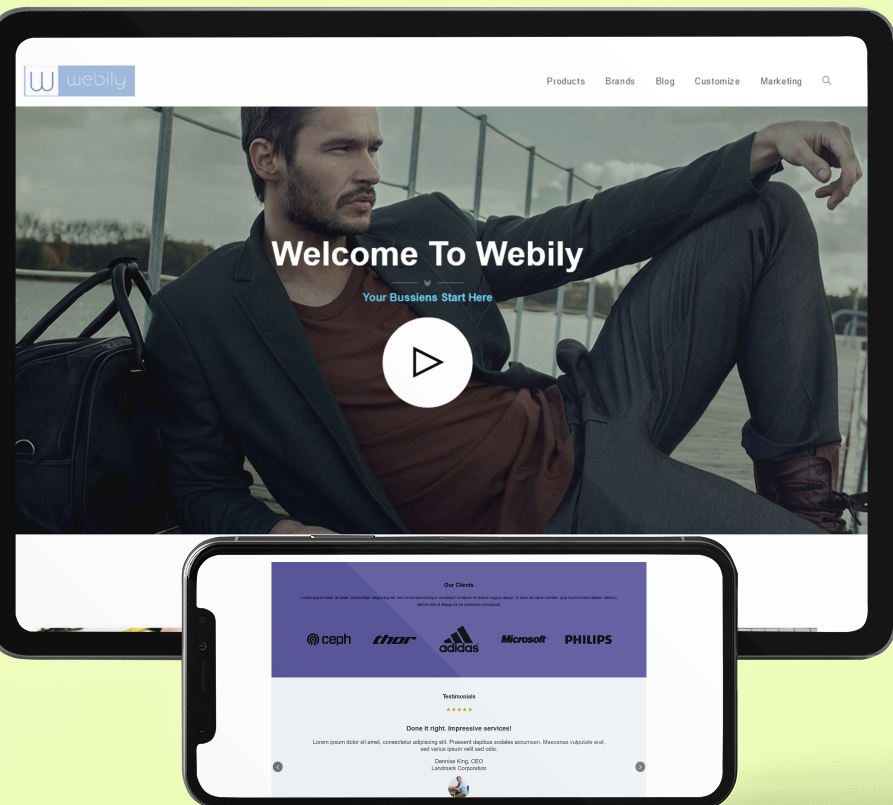 W webily
Products Brands Blog Customize Marketing
Welcome To Webily
Your Bussiens Start Here
Our Clients
ceph thor adidas Microsoft PHILIPS
Testimonials
Done it right. Impressive services!
Lorem ipsum dolor sit amet, consectetur adipiscing elit. Praesent dapibus sodales accumsan. Maecenas vulputate erat,
sed varius ipsum velit sed odio.
Dennise King, CEO
Landmark Corporation